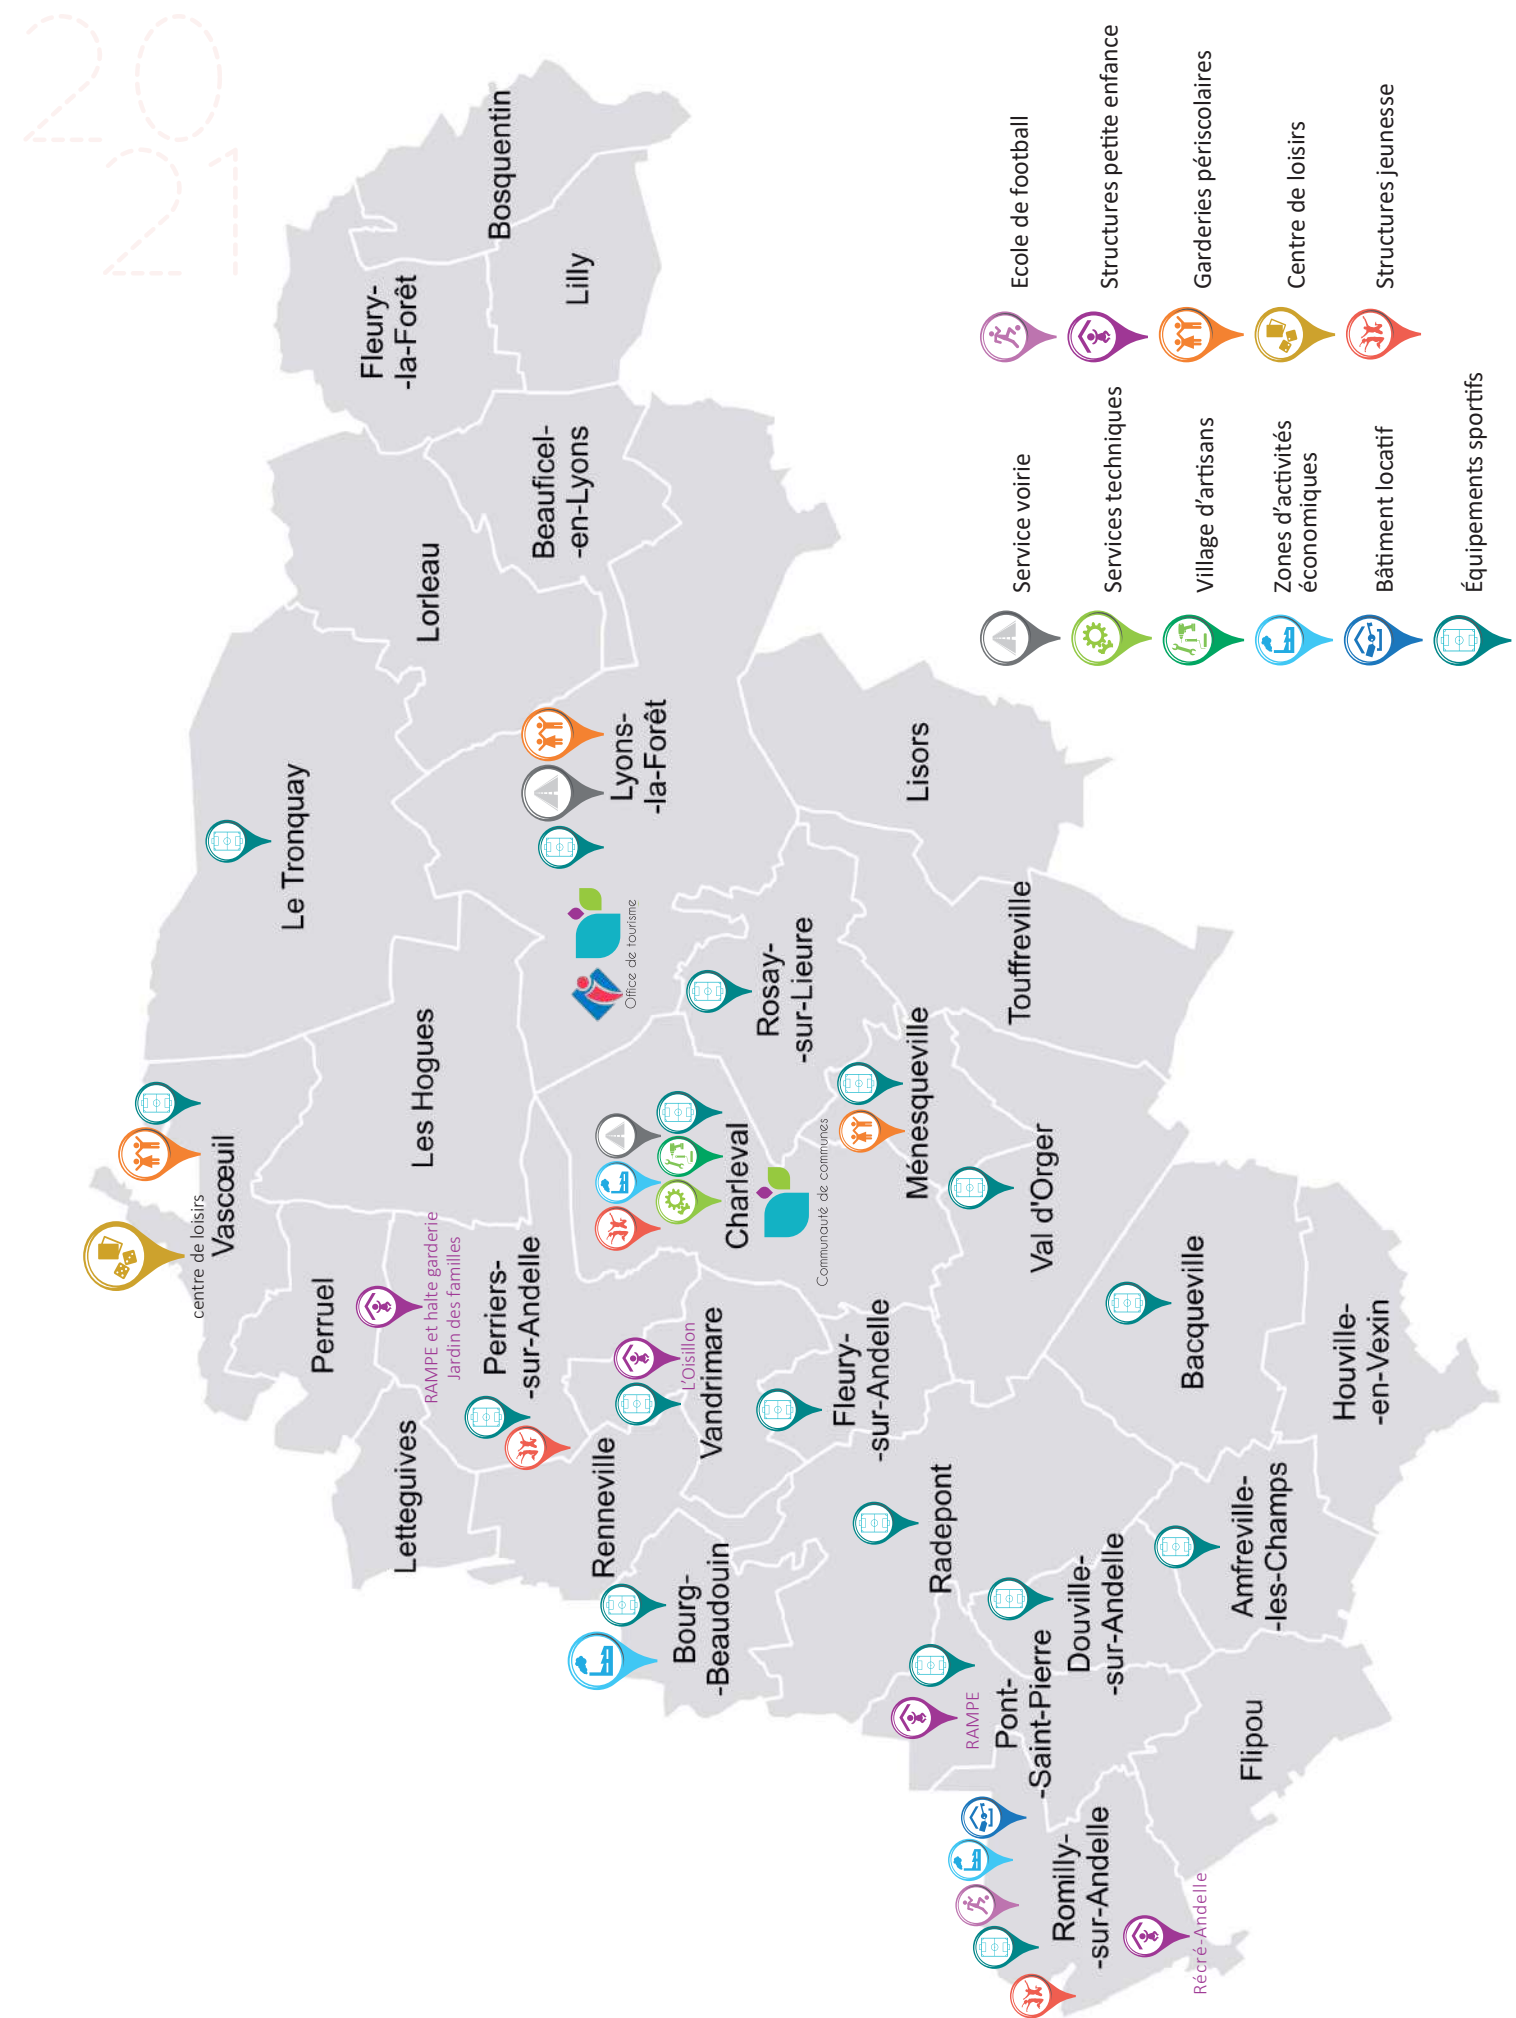 20
21
Vascœuil
centre de loisirs
Le Tronquay
Perruel
Les Hogues
Lorleau
Fleury-
-la-Forêt
Bosquentin
Lilly
Beauficel-
-en-Lyons
Letteguives
RAMPE et halte garderie
Jardin des familles
Perriers-
-sur-Andelle
Lyons-
-la-Forêt
Office de tourisme
Renneville
L'Oisillon
Vandrimare
Charleval
Communauté de communes
Rosay-
-sur-Lieure
Bourg-
-Beaudouin
Fleury-
-sur-Andelle
Ménesqueville
Lisors
Radepont
Val d'Orger
Touffreville
RAMPE
Pont-
-Saint-Pierre
Douville-
-sur-Andelle
Bacqueville
Romilly-
-sur-Andelle
Récré-Andelle
Flipou
Amfreville-
-les-Champs
Houville-
-en-Vexin
Service voirie
Services techniques
Village d’artisans
Zones d’activités
économiques
Bâtiment locatif
Équipements sportifs
Ecole de football
Structures petite enfance
Garderies périscolaires
Centre de loisirs
Structures jeunesse